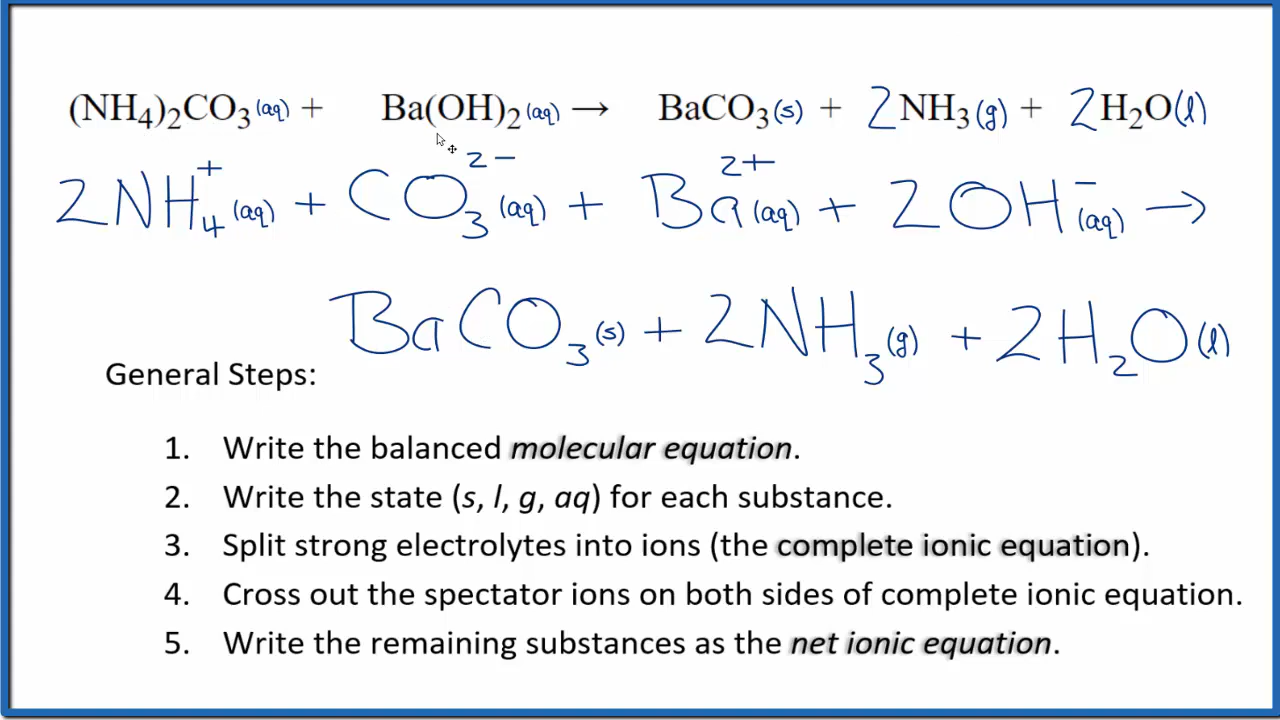 (NH₄)₂CO₃(aq) + Ba(OH)₂(aq) → BaCO₃(s) + 2NH₃(g) + 2H₂O(l)
2NH₄⁺(aq) + CO₃²⁻(aq) + Ba²⁺(aq) + 2OH⁻(aq) →
BaCO₃(s) + 2NH₃(g) + 2H₂O(l)
General Steps:
1. Write the balanced molecular equation.
2. Write the state (s, l, g, aq) for each substance.
3. Split strong electrolytes into ions (the complete ionic equation).
4. Cross out the spectator ions on both sides of complete ionic equation.
5. Write the remaining substances as the net ionic equation.